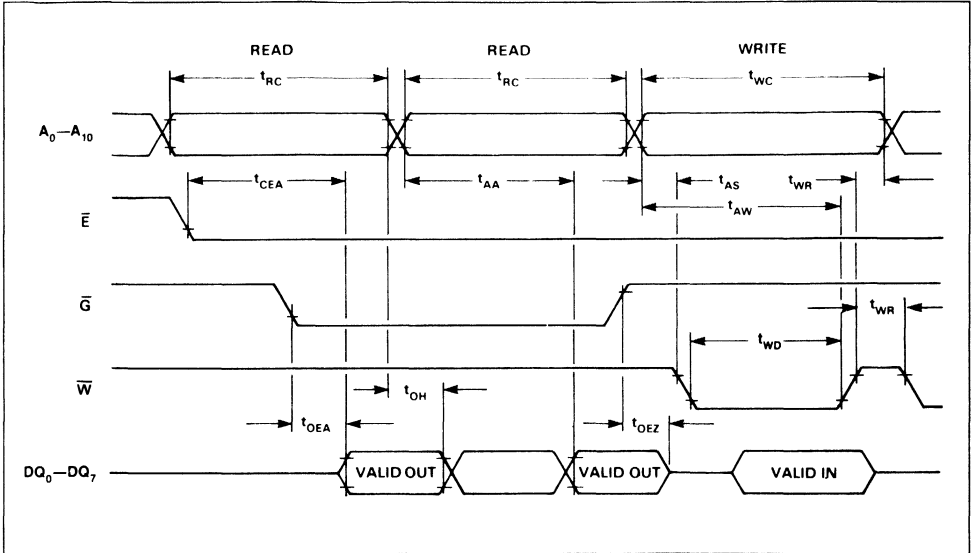 READ READ WRITE
tRC tRC tWC
A0—A10
tCEA tAA tAS tWR
tAW
E̅
G̅
tWR
tWD
W̅
tOH
tOEA tOEZ
DQ0—DQ7 VALID OUT VALID OUT VALID IN